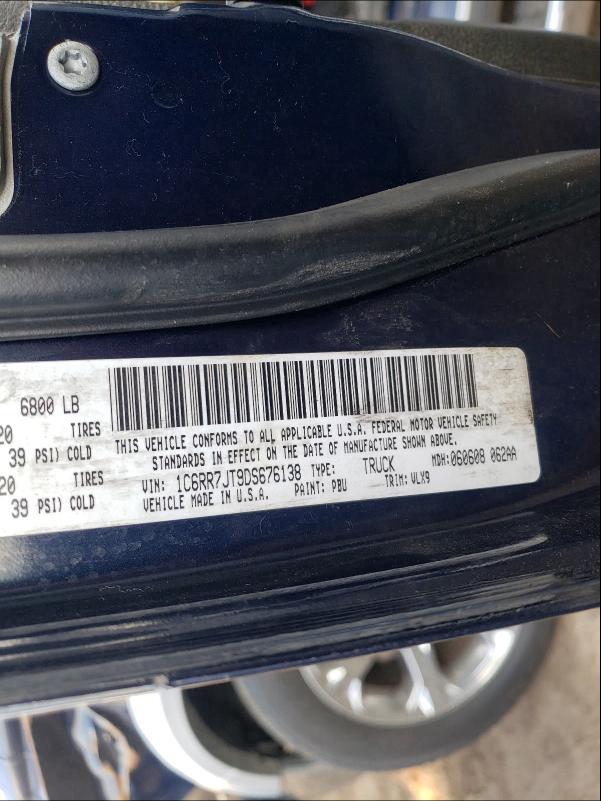 6800 LB
20 TIRES
39 PSI) COLD
20 TIRES
39 PSI) COLD
THIS VEHICLE CONFORMS TO ALL APPLICABLE U.S.A. FEDERAL MOTOR VEHICLE SAFETY
STANDARDS IN EFFECT ON THE DATE OF MANUFACTURE SHOWN ABOVE.
VIN: 1C6RR7JT9DS676138 TYPE: TRUCK MDH: 060608 062AA
VEHICLE MADE IN U.S.A. PAINT: PBU TRIM: VLX9